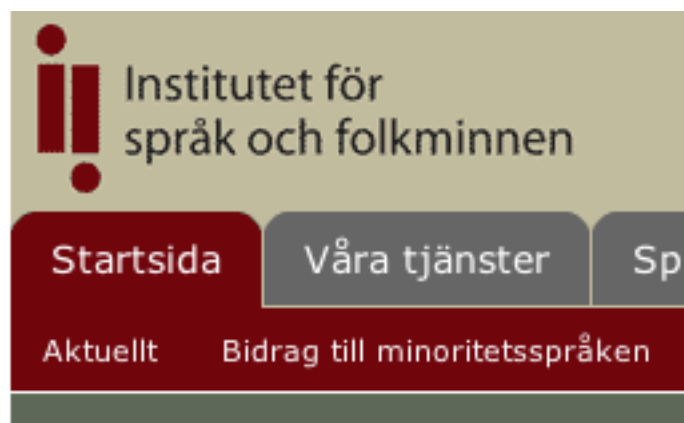 Institutet för
språk och folkminnen
Startsida Våra tjänster
Aktuellt Bidrag till minoritetsspråken